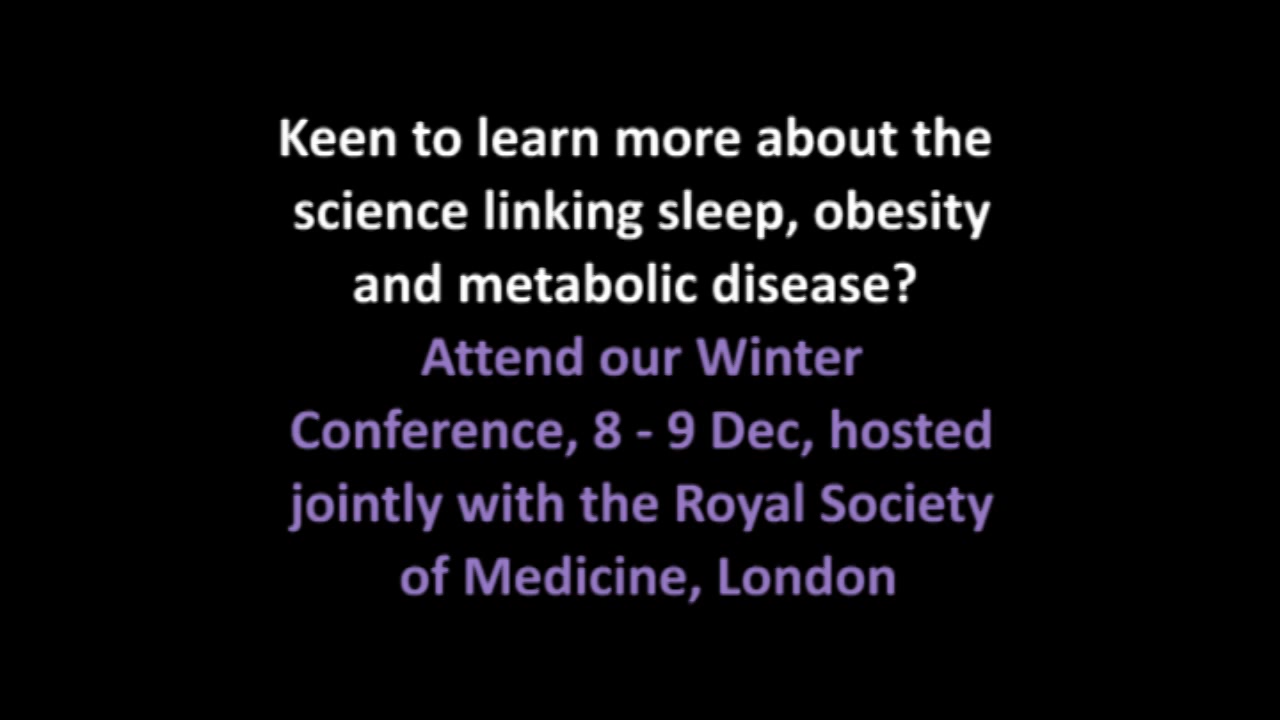 Keen to learn more about the
science linking sleep, obesity
and metabolic disease?
Attend our Winter
Conference, 8 - 9 Dec, hosted
jointly with the Royal Society
of Medicine, London